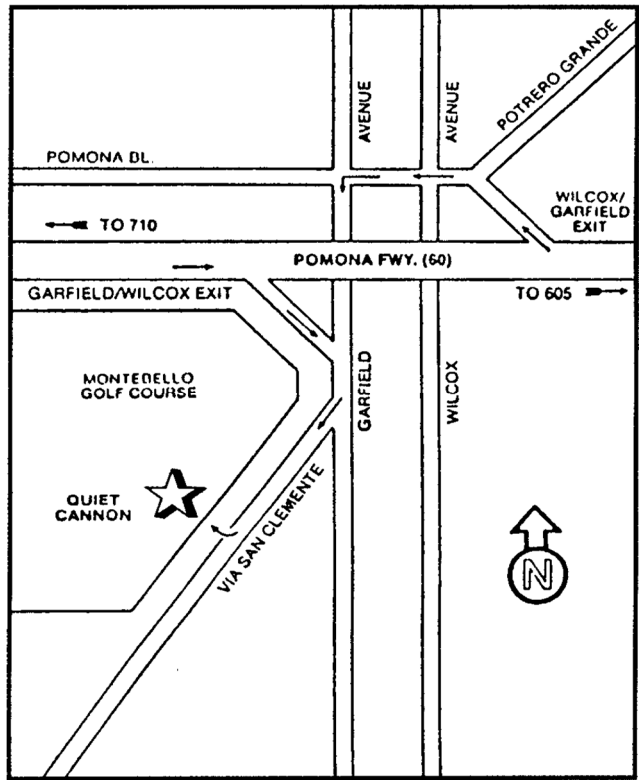 POTRERO GRANDE
AVENUE
AVENUE
POMONA BL.
WILCOX/
GARFIELD
EXIT
TO 710
POMONA FWY. (60)
GARFIELD/WILCOX EXIT
TO 605
MONTEBELLO
GOLF COURSE
GARFIELD
WILCOX
QUIET
CANNON
VIA SAN CLEMENTE
N